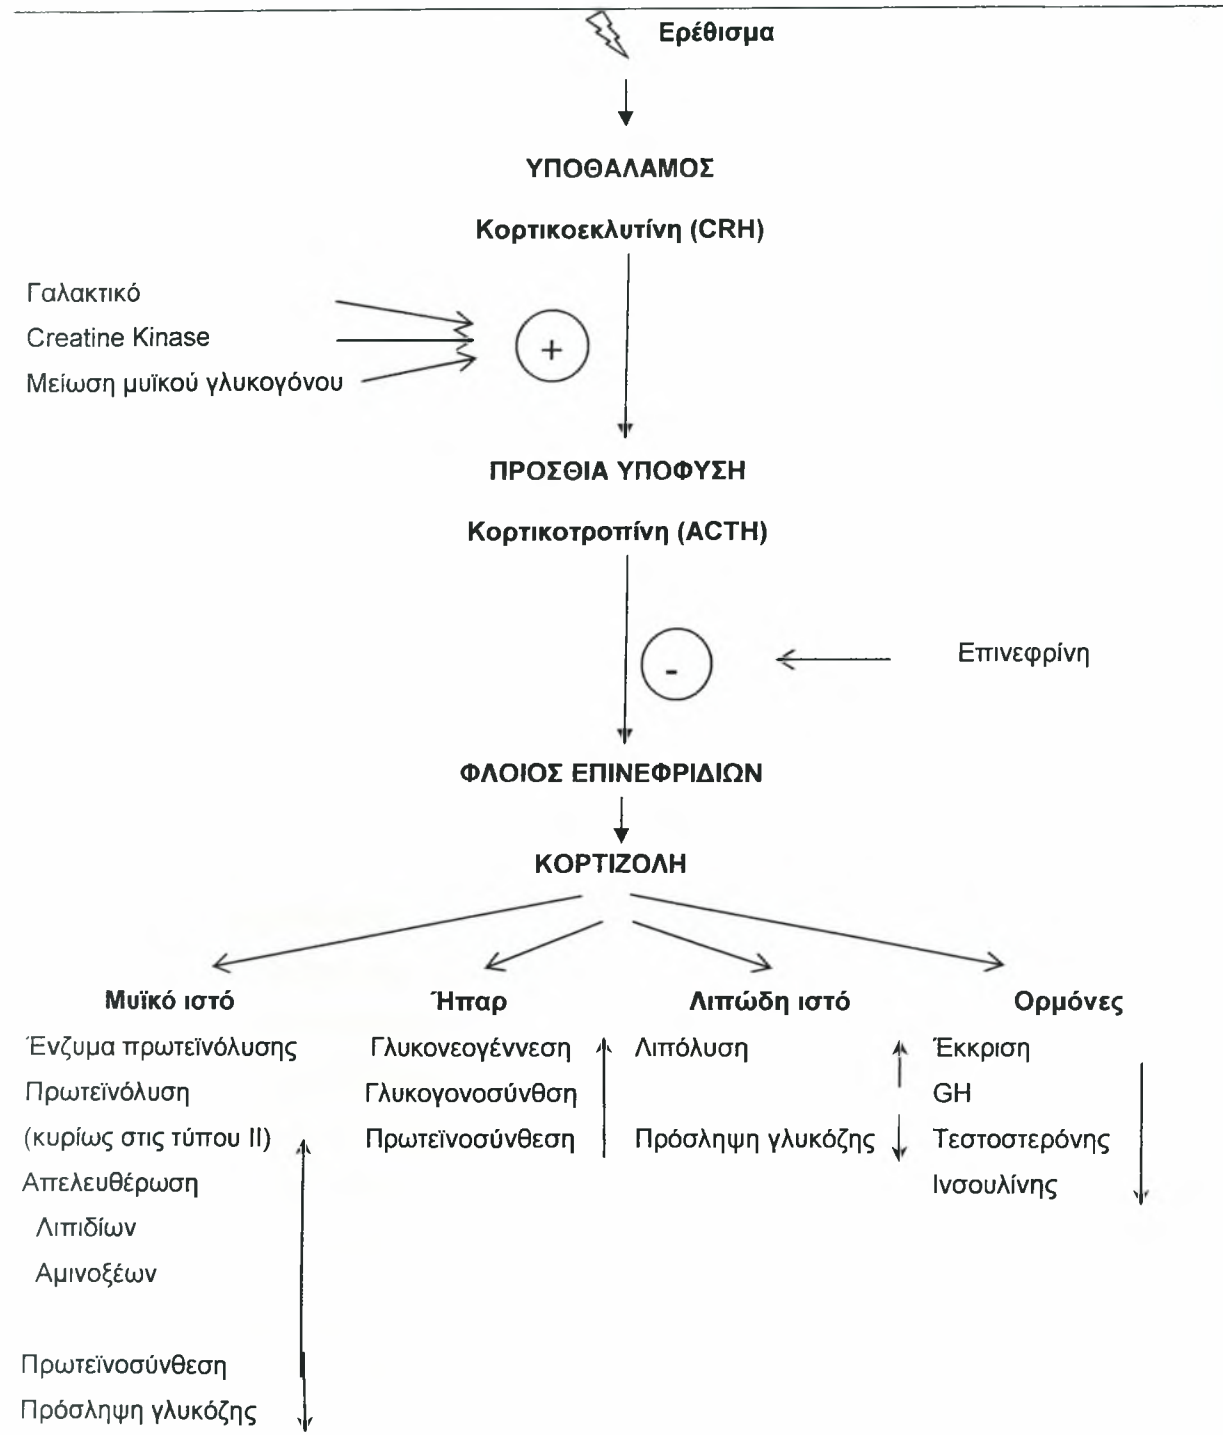 Ερέθισμα
ΥΠΟΘΑΛΑΜΟΣ
Κορτικοεκλυτίνη (CRH)
Γαλακτικό
Creatine Kinase
Μείωση μυϊκού γλυκογόνου
+
ΠΡΟΣΘΙΑ ΥΠΟΦΥΣΗ
Κορτικοτροπίνη (ACTH)
-
Επινεφρίνη
ΦΛΟΙΟΣ ΕΠΙΝΕΦΡΙΔΙΩΝ
ΚΟΡΤΙΖΟΛΗ
Μυϊκό ιστό
Ένζυμα πρωτεϊνόλυσης
Πρωτεϊνόλυση
(κυρίως στις τύπου ΙΙ)
Απελευθέρωση
Λιπιδίων
Αμινοξέων
Πρωτεϊνοσύνθεση
Πρόσληψη γλυκόζης
Ήπαρ
Γλυκονεογέννεση
Γλυκογονοσύνθση
Πρωτεϊνοσύνθεση
Λιπώδη ιστό
Λιπόλυση
Πρόσληψη γλυκόζης
Ορμόνες
Έκκριση
GH
Τεστοστερόνης
Ινσουλίνης